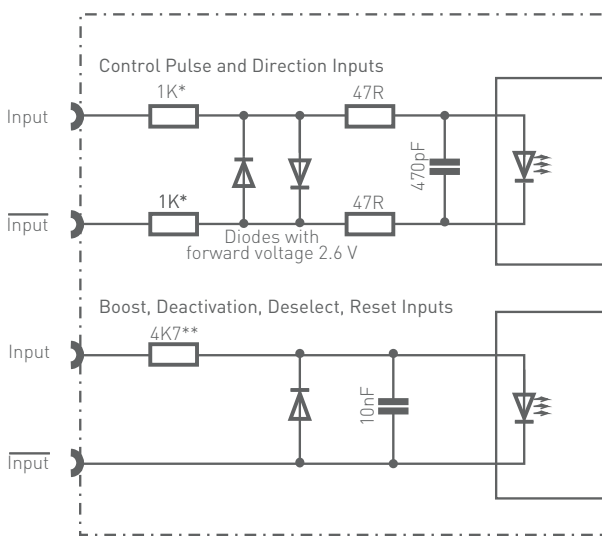 Control Pulse and Direction Inputs
1K*
47R
Input
470pF
1K*
47R
Input
Diodes with
forward voltage 2.6 V
Boost, Deactivation, Deselect, Reset Inputs
4K7**
Input
10nF
Input